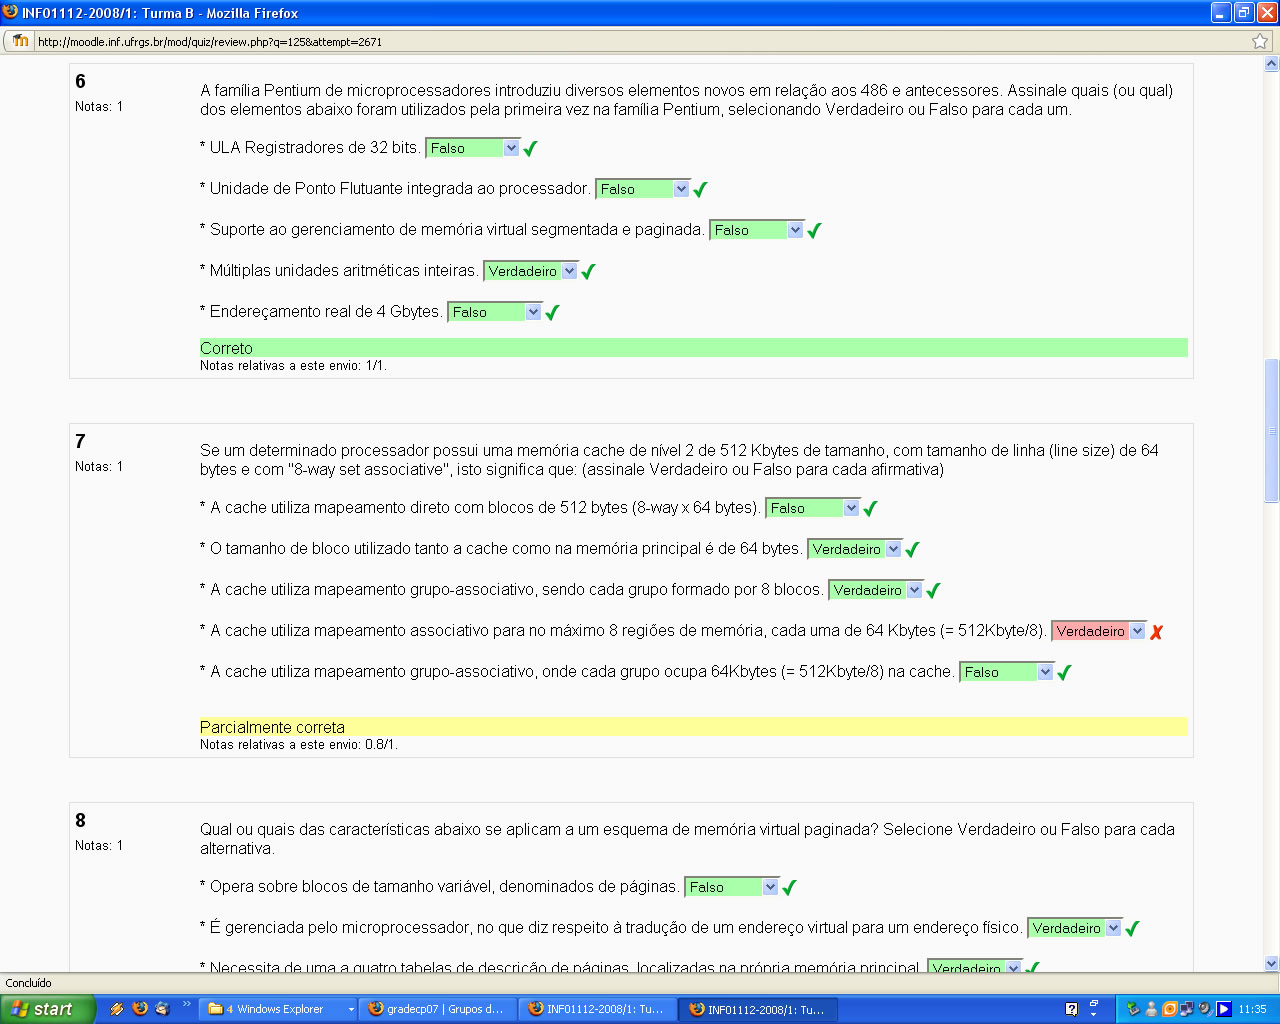 INF01112-2008/1: Turma B - Mozilla Firefox
http://moodle.inf.ufrgs.br/mod/quiz/review.php?q=125&attempt=2671
6
Notas: 1
A família Pentium de microprocessadores introduziu diversos elementos novos em relação aos 486 e antecessores. Assinale quais (ou qual)
dos elementos abaixo foram utilizados pela primeira vez na família Pentium, selecionando Verdadeiro ou Falso para cada um.
* ULA Registradores de 32 bits. Falso
* Unidade de Ponto Flutuante integrada ao processador. Falso
* Suporte ao gerenciamento de memória virtual segmentada e paginada. Falso
* Múltiplas unidades aritméticas inteiras. Verdadeiro
* Endereçamento real de 4 Gbytes. Falso
Correto
Notas relativas a este envio: 1/1.
7
Notas: 1
Se um determinado processador possui uma memória cache de nível 2 de 512 Kbytes de tamanho, com tamanho de linha (line size) de 64
bytes e com "8-way set associative", isto significa que: (assinale Verdadeiro ou Falso para cada afirmativa)
* A cache utiliza mapeamento direto com blocos de 512 bytes (8-way x 64 bytes). Falso
* O tamanho de bloco utilizado tanto a cache como na memória principal é de 64 bytes. Verdadeiro
* A cache utiliza mapeamento grupo-associativo, sendo cada grupo formado por 8 blocos. Verdadeiro
* A cache utiliza mapeamento associativo para no máximo 8 regiões de memória, cada uma de 64 Kbytes (= 512Kbyte/8). Verdadeiro
* A cache utiliza mapeamento grupo-associativo, onde cada grupo ocupa 64Kbytes (= 512Kbyte/8) na cache. Falso
Parcialmente correta
Notas relativas a este envio: 0.8/1.
8
Notas: 1
Qual ou quais das características abaixo se aplicam a um esquema de memória virtual paginada? Selecione Verdadeiro ou Falso para cada
alternativa.
* Opera sobre blocos de tamanho variável, denominados de páginas. Falso
* É gerenciada pelo microprocessador, no que diz respeito à tradução de um endereço virtual para um endereço físico. Verdadeiro
* Necessita de uma a quatro tabelas de descrição de páginas, localizadas na própria memória principal. Verdadeiro
Concluído
start
4 Windows Explorer
gradecp07 | Grupos d...
INF01112-2008/1: Tu...
INF01112-2008/1: Tu...
11:35